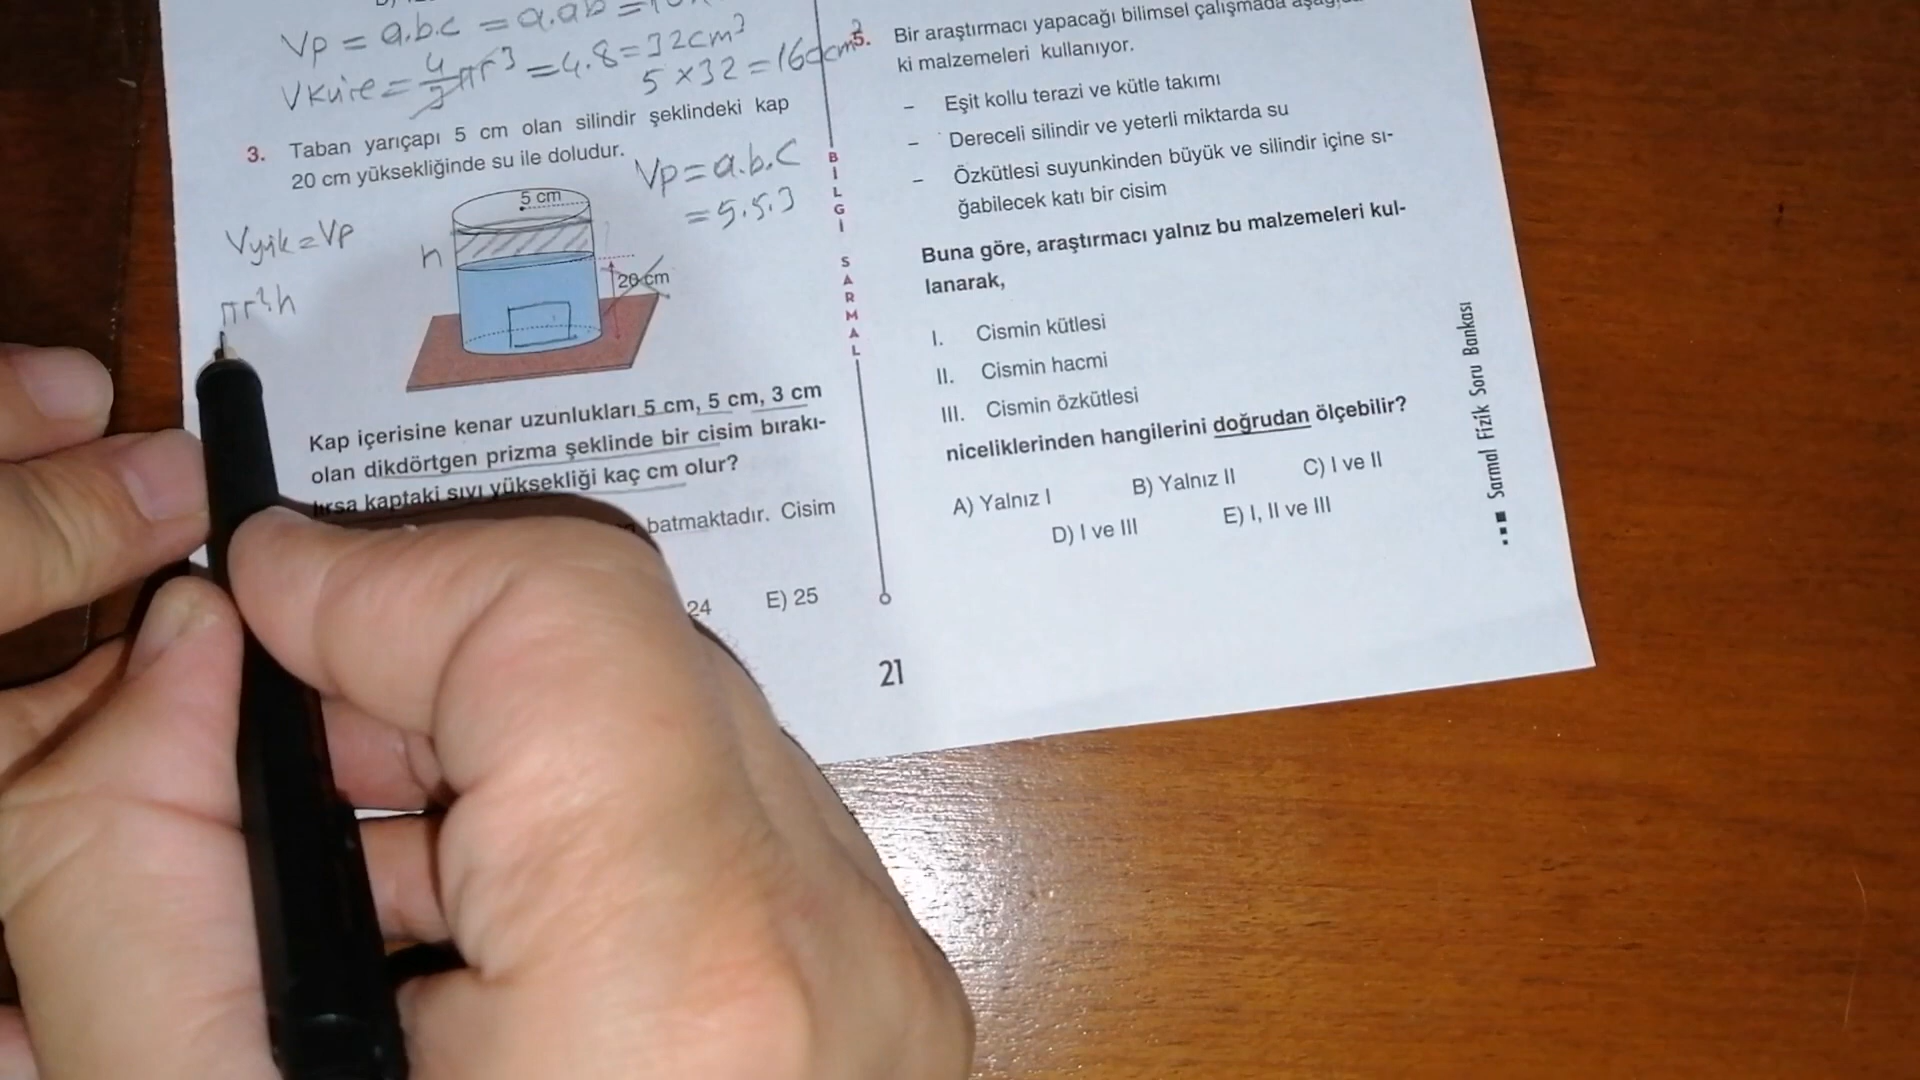 Vp = a.b.c = a.ab =
Vküre = 4/3 πr³ = 4.8 = 32cm³
5 x 32 = 160cm³
3. Taban yarıçapı 5 cm olan silindir şeklindeki kap
20 cm yüksekliğinde su ile doludur.
Vp = a.b.c
= 5.5.3
Vyük = Vp
πr²h
h
5 cm
20 cm
Kap içerisine kenar uzunlukları 5 cm, 5 cm, 3 cm
olan dikdörtgen prizma şeklinde bir cisim bırakı-
lırsa kaptaki sıvı yüksekliği kaç cm olur?
batmaktadır. Cisim
24 E) 25
BİLGİ SARMAL
5. Bir araştırmacı yapacağı bilimsel çalışmada
ki malzemeleri kullanıyor.
– Eşit kollu terazi ve kütle takımı
– Dereceli silindir ve yeterli miktarda su
– Özkütlesi suyunkinden büyük ve silindir içine sı-
ğabilecek katı bir cisim
Buna göre, araştırmacı yalnız bu malzemeleri kul-
lanarak,
I. Cismin kütlesi
II. Cismin hacmi
III. Cismin özkütlesi
niceliklerinden hangilerini doğrudan ölçebilir?
A) Yalnız I B) Yalnız II C) I ve II
D) I ve III E) I, II ve III
Sarmal Fizik Soru Bankası
21